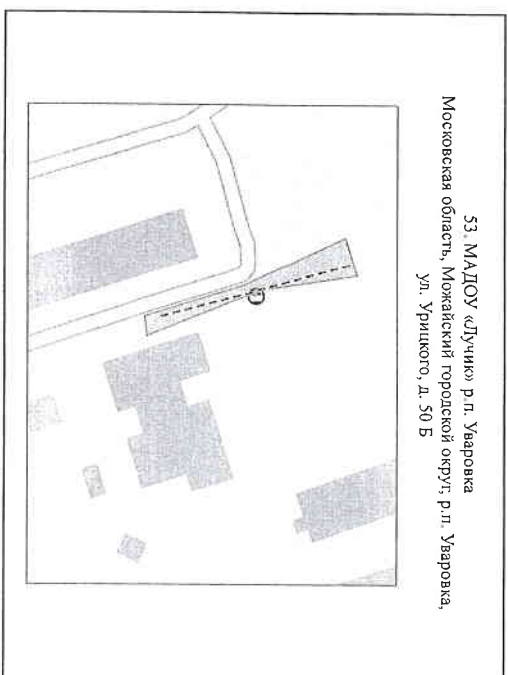 53. МАДОУ «Лучик» р.п. Уваровка
Московская область, Можайский городской округ, р.п. Уваровка,
ул. Урицкого, д. 50 Б